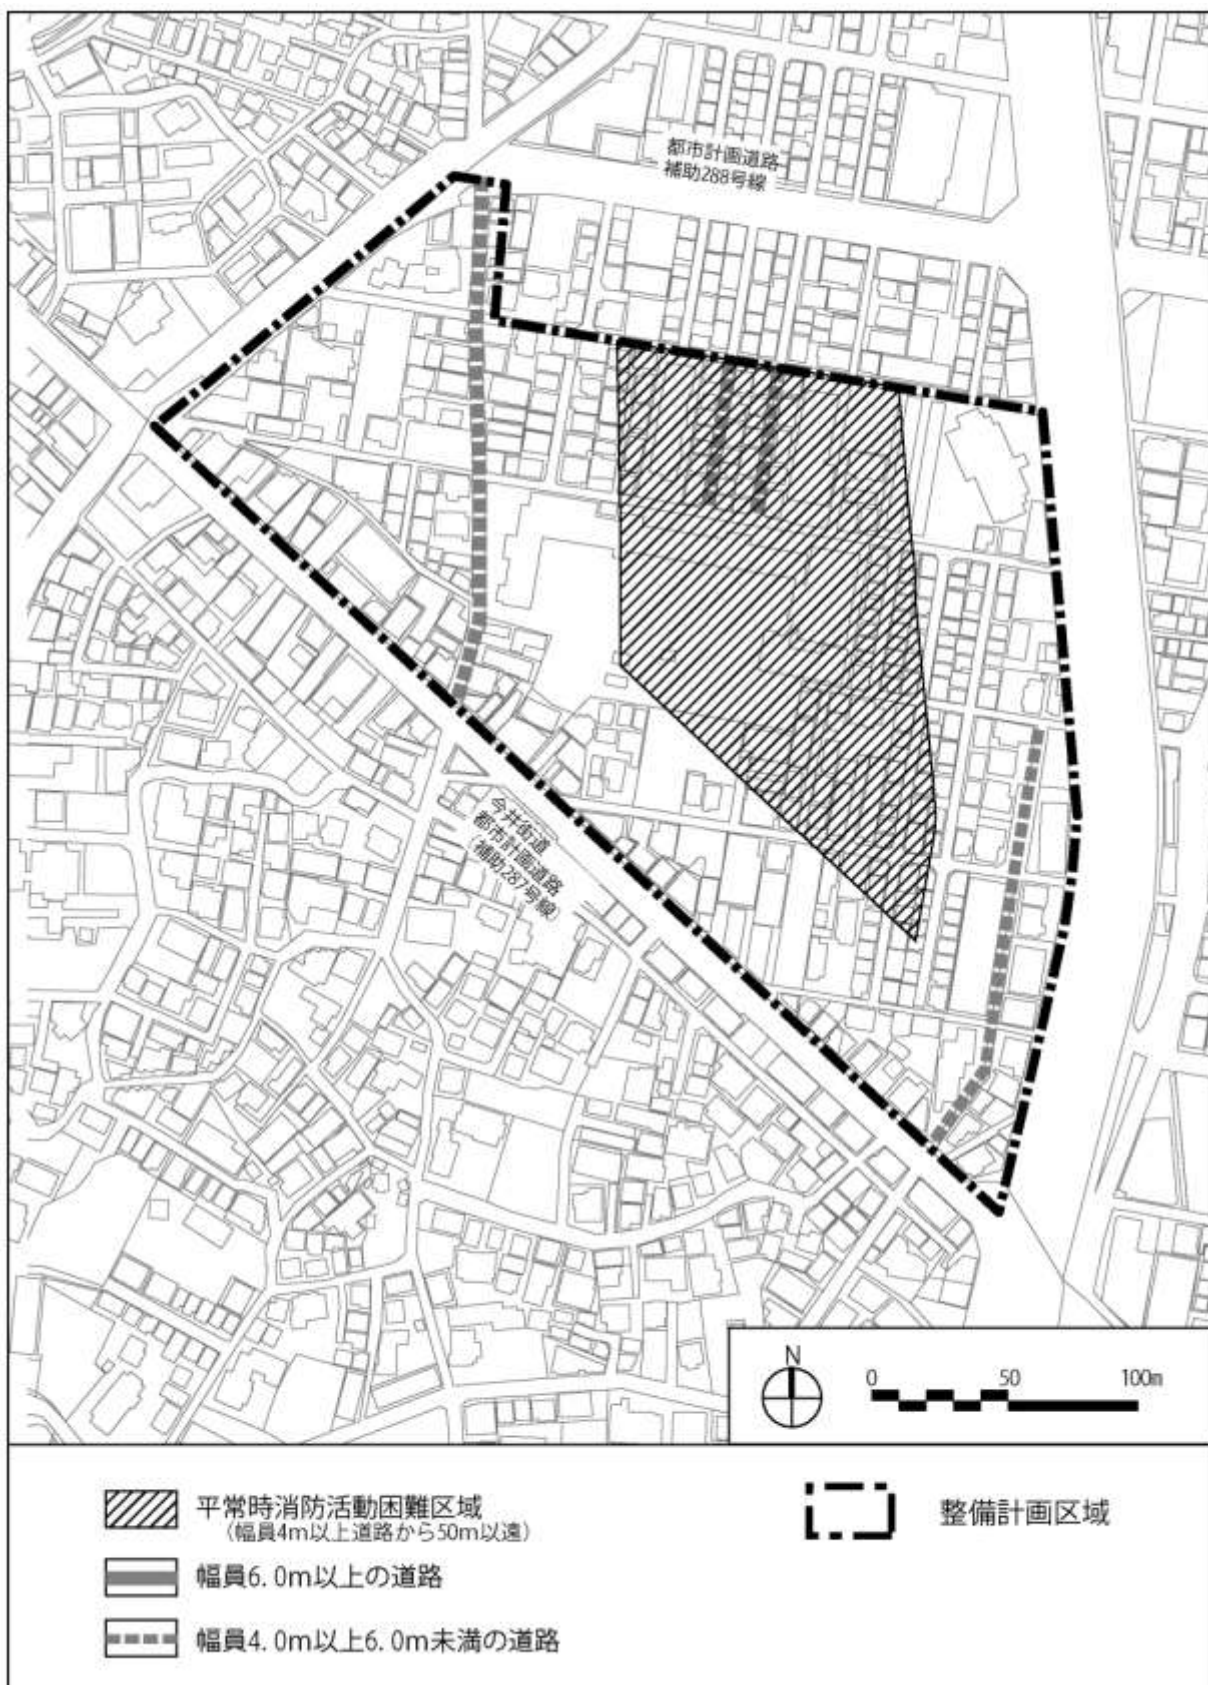 都市計画道路
補助288号線
今井街道
都市計画道路
(補助287号線)
N
0 50 100m
平常時消防活動困難区域
(幅員4m以上道路から50m以遠)
整備計画区域
幅員6.0m以上の道路
幅員4.0m以上6.0m未満の道路